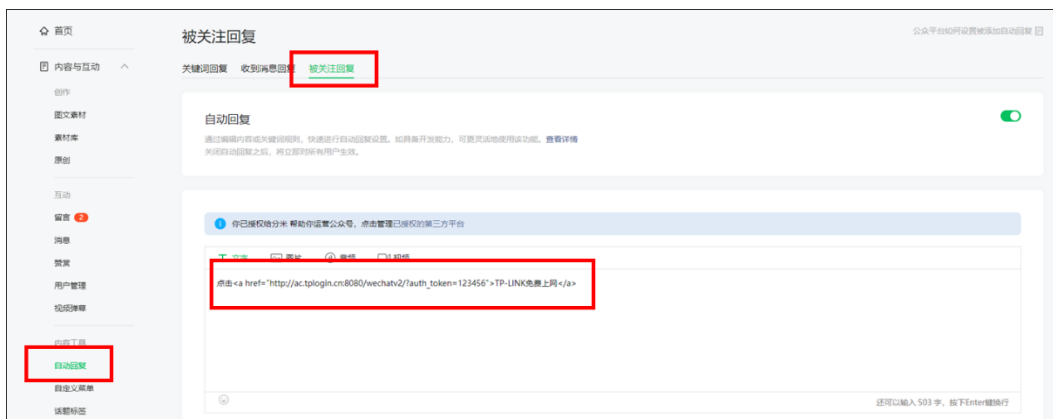 首页
被关注回复
公众平台如何设置被添加自动回复
内容与互动
关键词回复 收到消息回复 被关注回复
创作
图文素材
自动回复
素材库
通过编辑内容或关键词规则，快速进行自动回复设置。如具备开发能力，可更灵活地使用该功能。查看详情
关闭自动回复之后，将立即对所有用户生效。
原创
互动
留言 2
你已授权给分米 帮助你运营公众号，点击管理已授权的第三方平台
消息
赞赏
文字 图片 音频 视频
用户管理
点击<a href="http://ac.tplogin.cn:8080/wechatv2/?auth_token=123456">TP-LINK免费上网</a>
视频弹幕
内容工具
自动回复
自定义菜单
还可以输入 503 字，按下Enter键换行
话题标签